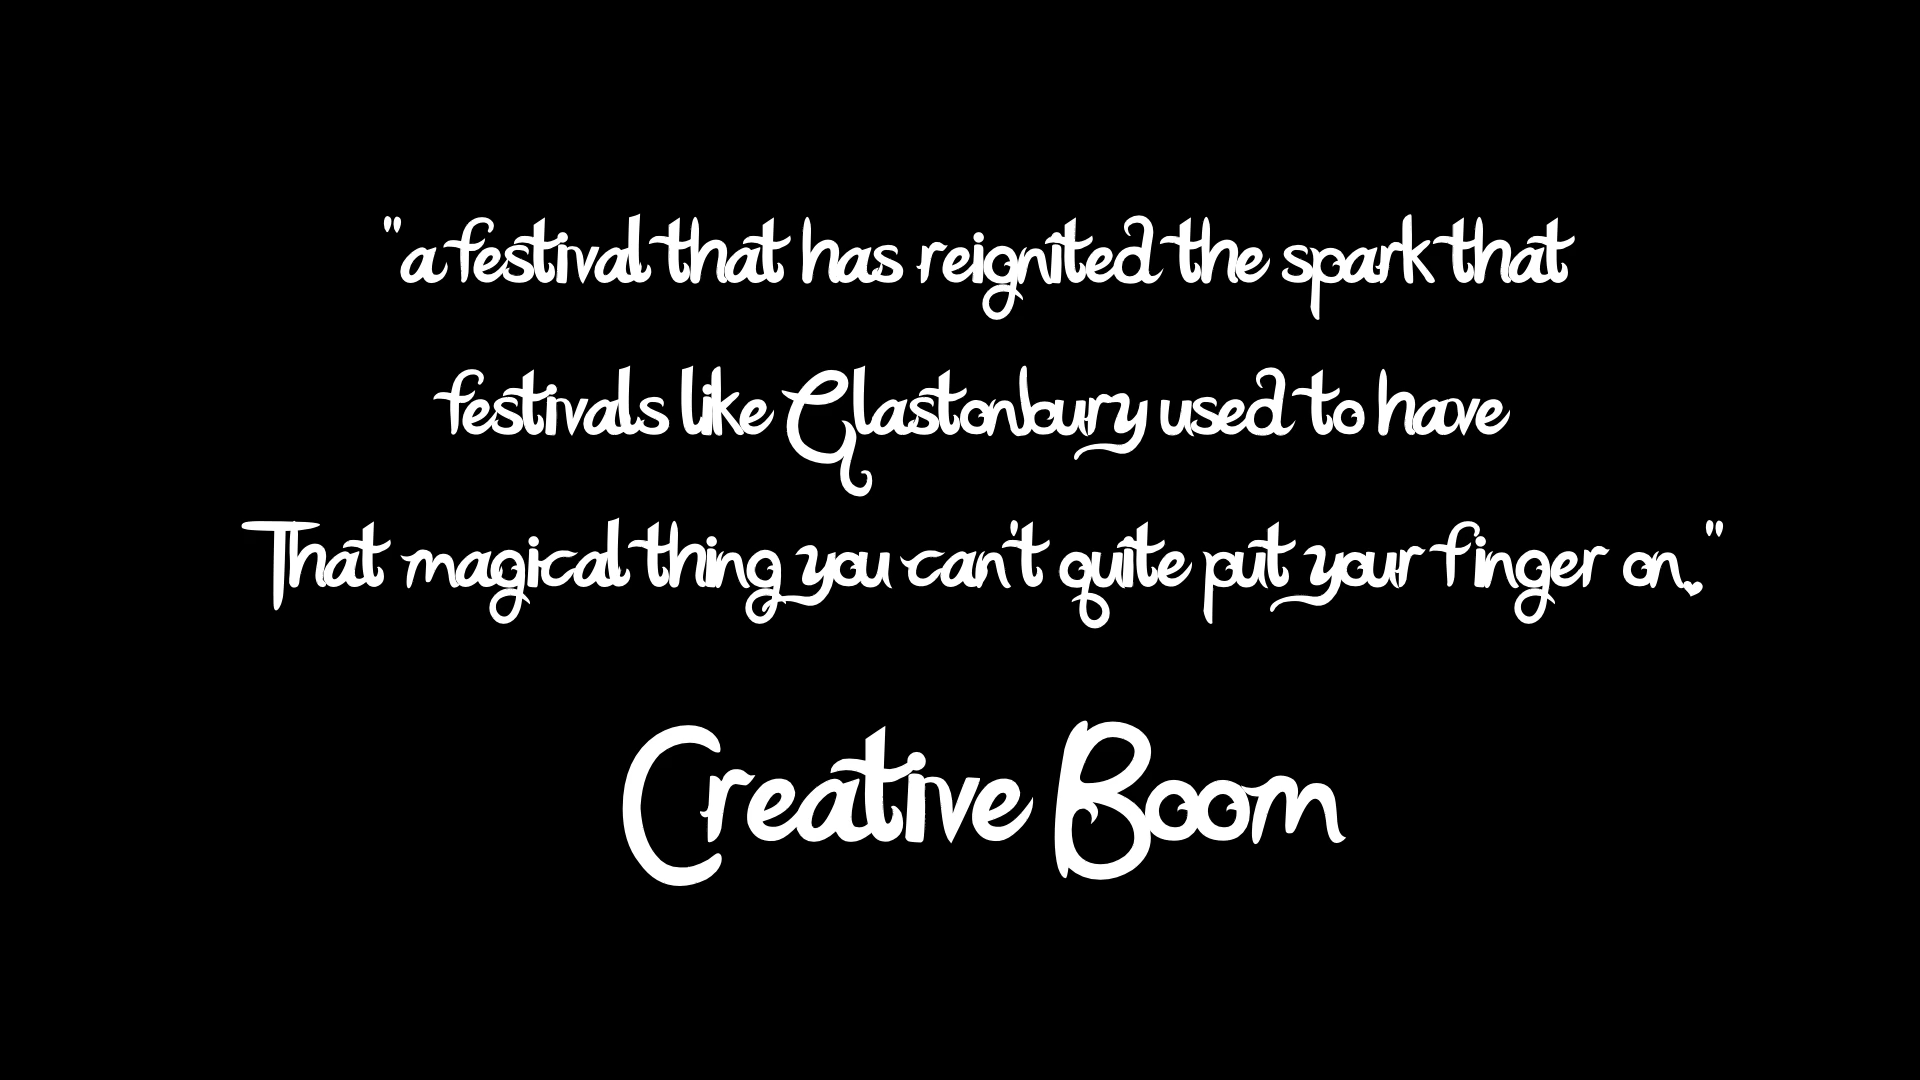 "a festival that has reignited the spark that
festivals like Glastonbury used to have
That magical thing you can't quite put your finger on."
Creative Boom